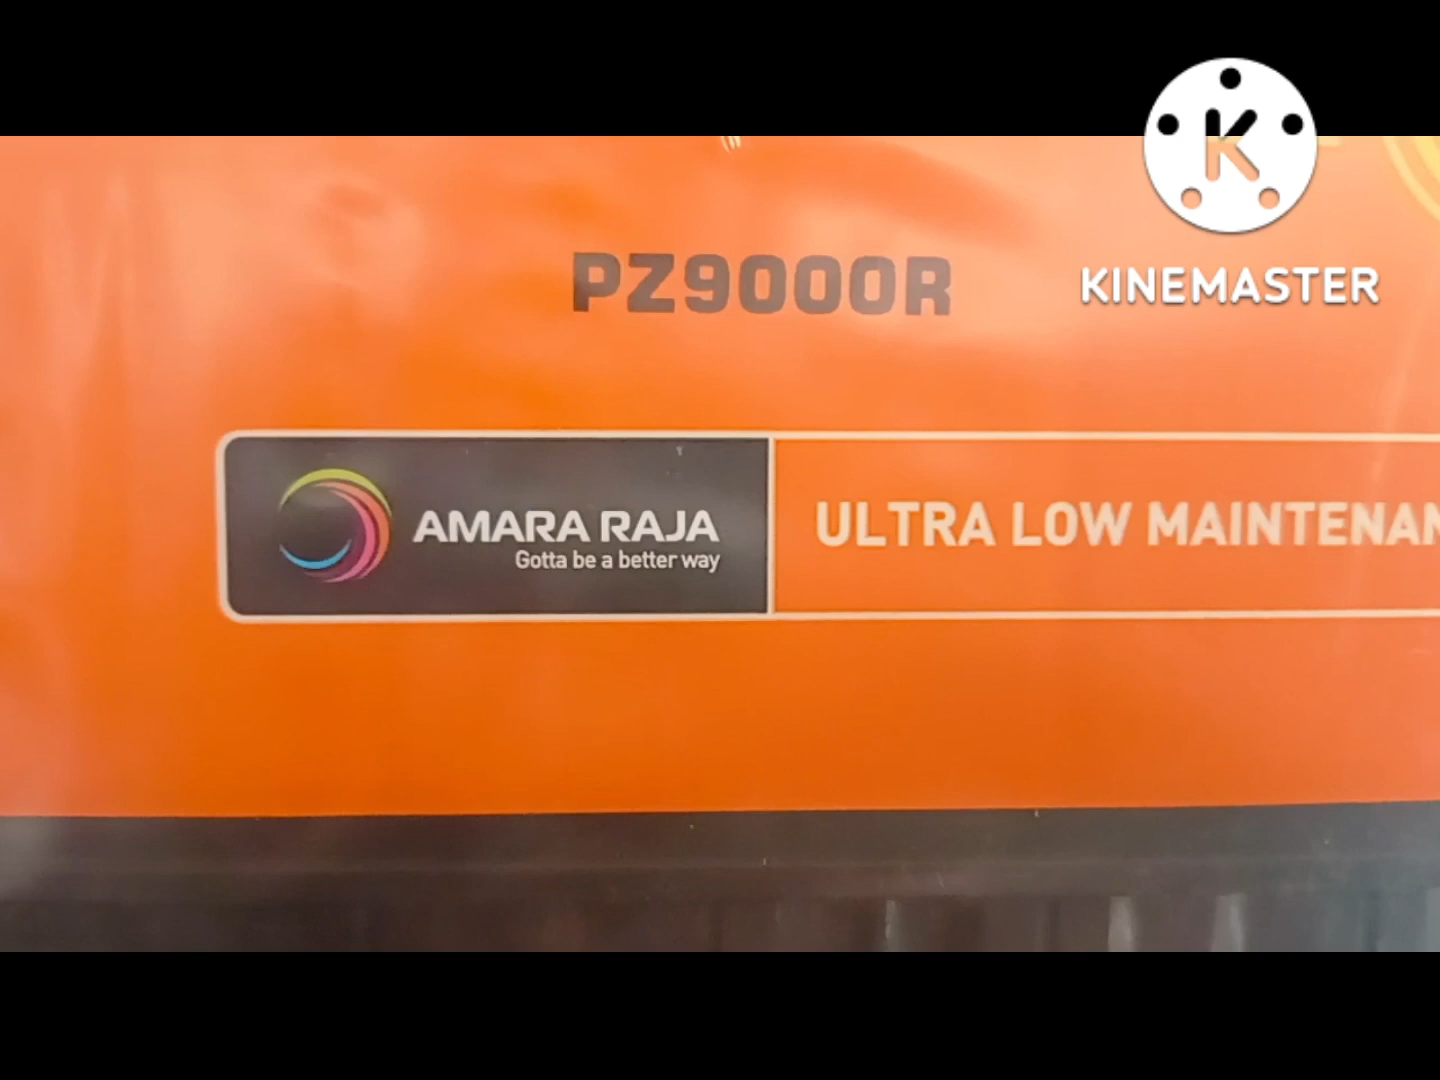 KINEMASTER
PZ9000R
AMARA RAJA
Gotta be a better way
ULTRA LOW MAINTENAN